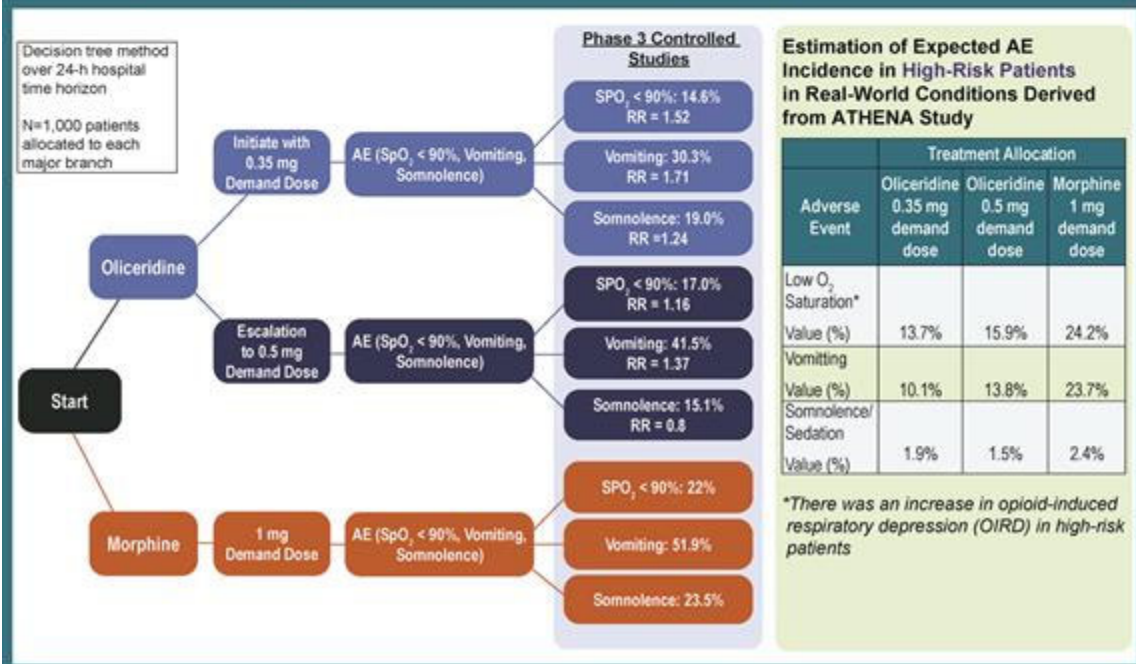 Decision tree method
over 24-h hospital
time horizon
N=1,000 patients
allocated to each
major branch
Start
Oliceridine
Initiate with
0.35 mg
Demand Dose
AE (SpO₂ < 90%, Vomiting,
Somnolence)
Escalation
to 0.5 mg
Demand Dose
AE (SpO₂ < 90%, Vomiting,
Somnolence)
Morphine
1 mg
Demand Dose
AE (SpO₂ < 90%, Vomiting,
Somnolence)
Phase 3 Controlled
Studies
SPO₂ < 90%: 14.6%
RR = 1.52
Vomiting: 30.3%
RR = 1.71
Somnolence: 19.0%
RR =1.24
SPO₂ < 90%: 17.0%
RR = 1.16
Vomiting: 41.5%
RR = 1.37
Somnolence: 15.1%
RR = 0.8
SPO₂ < 90%: 22%
Vomiting: 51.9%
Somnolence: 23.5%
Estimation of Expected AE
Incidence in High-Risk Patients
in Real-World Conditions Derived
from ATHENA Study
Treatment Allocation
Adverse
Event
Oliceridine
0.35 mg
demand
dose
Oliceridine
0.5 mg
demand
dose
Morphine
1 mg
demand
dose
Low O₂
Saturation*
Value (%) 13.7% 15.9% 24.2%
Vomitting
Value (%) 10.1% 13.8% 23.7%
Somnolence/
Sedation
Value (%) 1.9% 1.5% 2.4%
*There was an increase in opioid-induced
respiratory depression (OIRD) in high-risk
patients